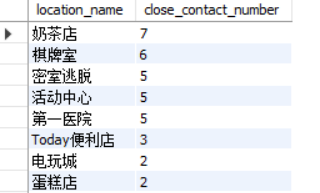 location_name close_contact_number
奶茶店 7
棋牌室 6
密室逃脱 5
活动中心 5
第一医院 5
Today便利店 3
电玩城 2
蛋糕店 2